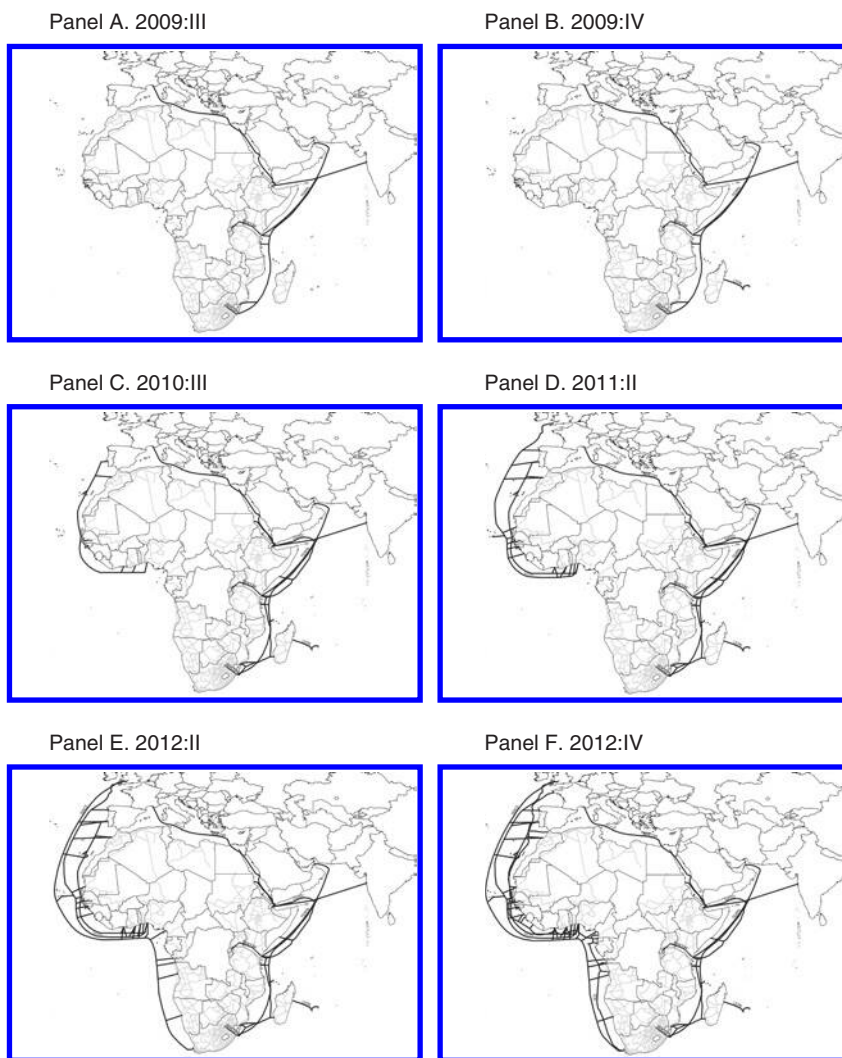 Panel A. 2009:III
Panel B. 2009:IV
Panel C. 2010:III
Panel D. 2011:II
Panel E. 2012:II
Panel F. 2012:IV